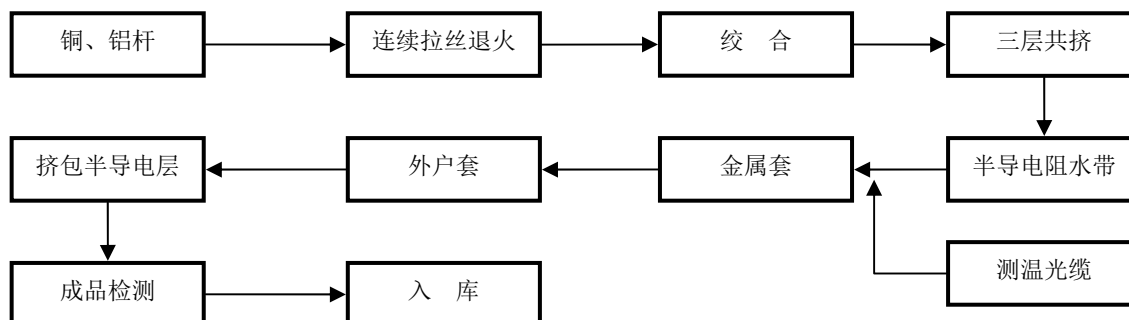 铜、铝杆
连续拉丝退火
绞　合
三层共挤
挤包半导电层
外户套
金属套
半导电阻水带
测温光缆
成品检测
入　库